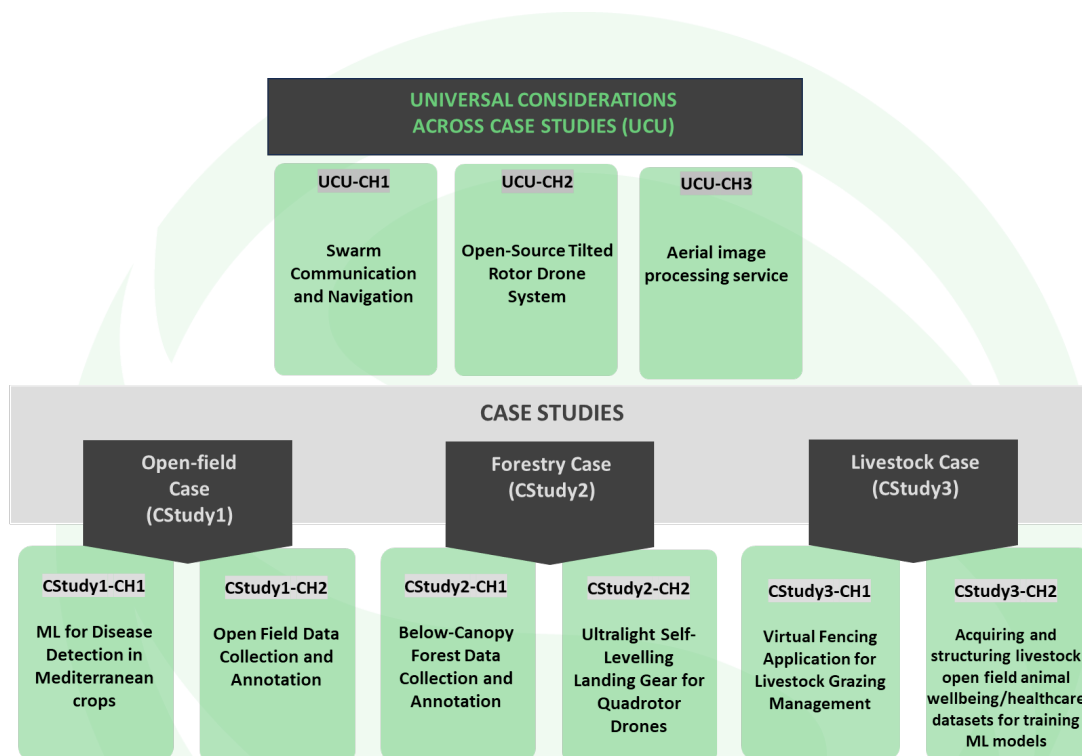 UNIVERSAL CONSIDERATIONS
ACROSS CASE STUDIES (UCU)
UCU-CH1
Swarm
Communication
and Navigation
UCU-CH2
Open-Source Tilted
Rotor Drone
System
UCU-CH3
Aerial image
processing service
CASE STUDIES
Open-field
Case
(CStudy1)
Forestry Case
(CStudy2)
Livestock Case
(CStudy3)
CStudy1-CH1
ML for Disease
Detection in
Mediterranean
crops
CStudy1-CH2
Open Field Data
Collection and
Annotation
CStudy2-CH1
Below-Canopy
Forest Data
Collection and
Annotation
CStudy2-CH2
Ultralight Self-
Levelling
Landing Gear for
Quadrotor
Drones
CStudy3-CH1
Virtual Fencing
Application for
Livestock Grazing
Management
CStudy3-CH2
Acquiring and
structuring livestock
open field animal
wellbeing/healthcare
datasets for training
ML models